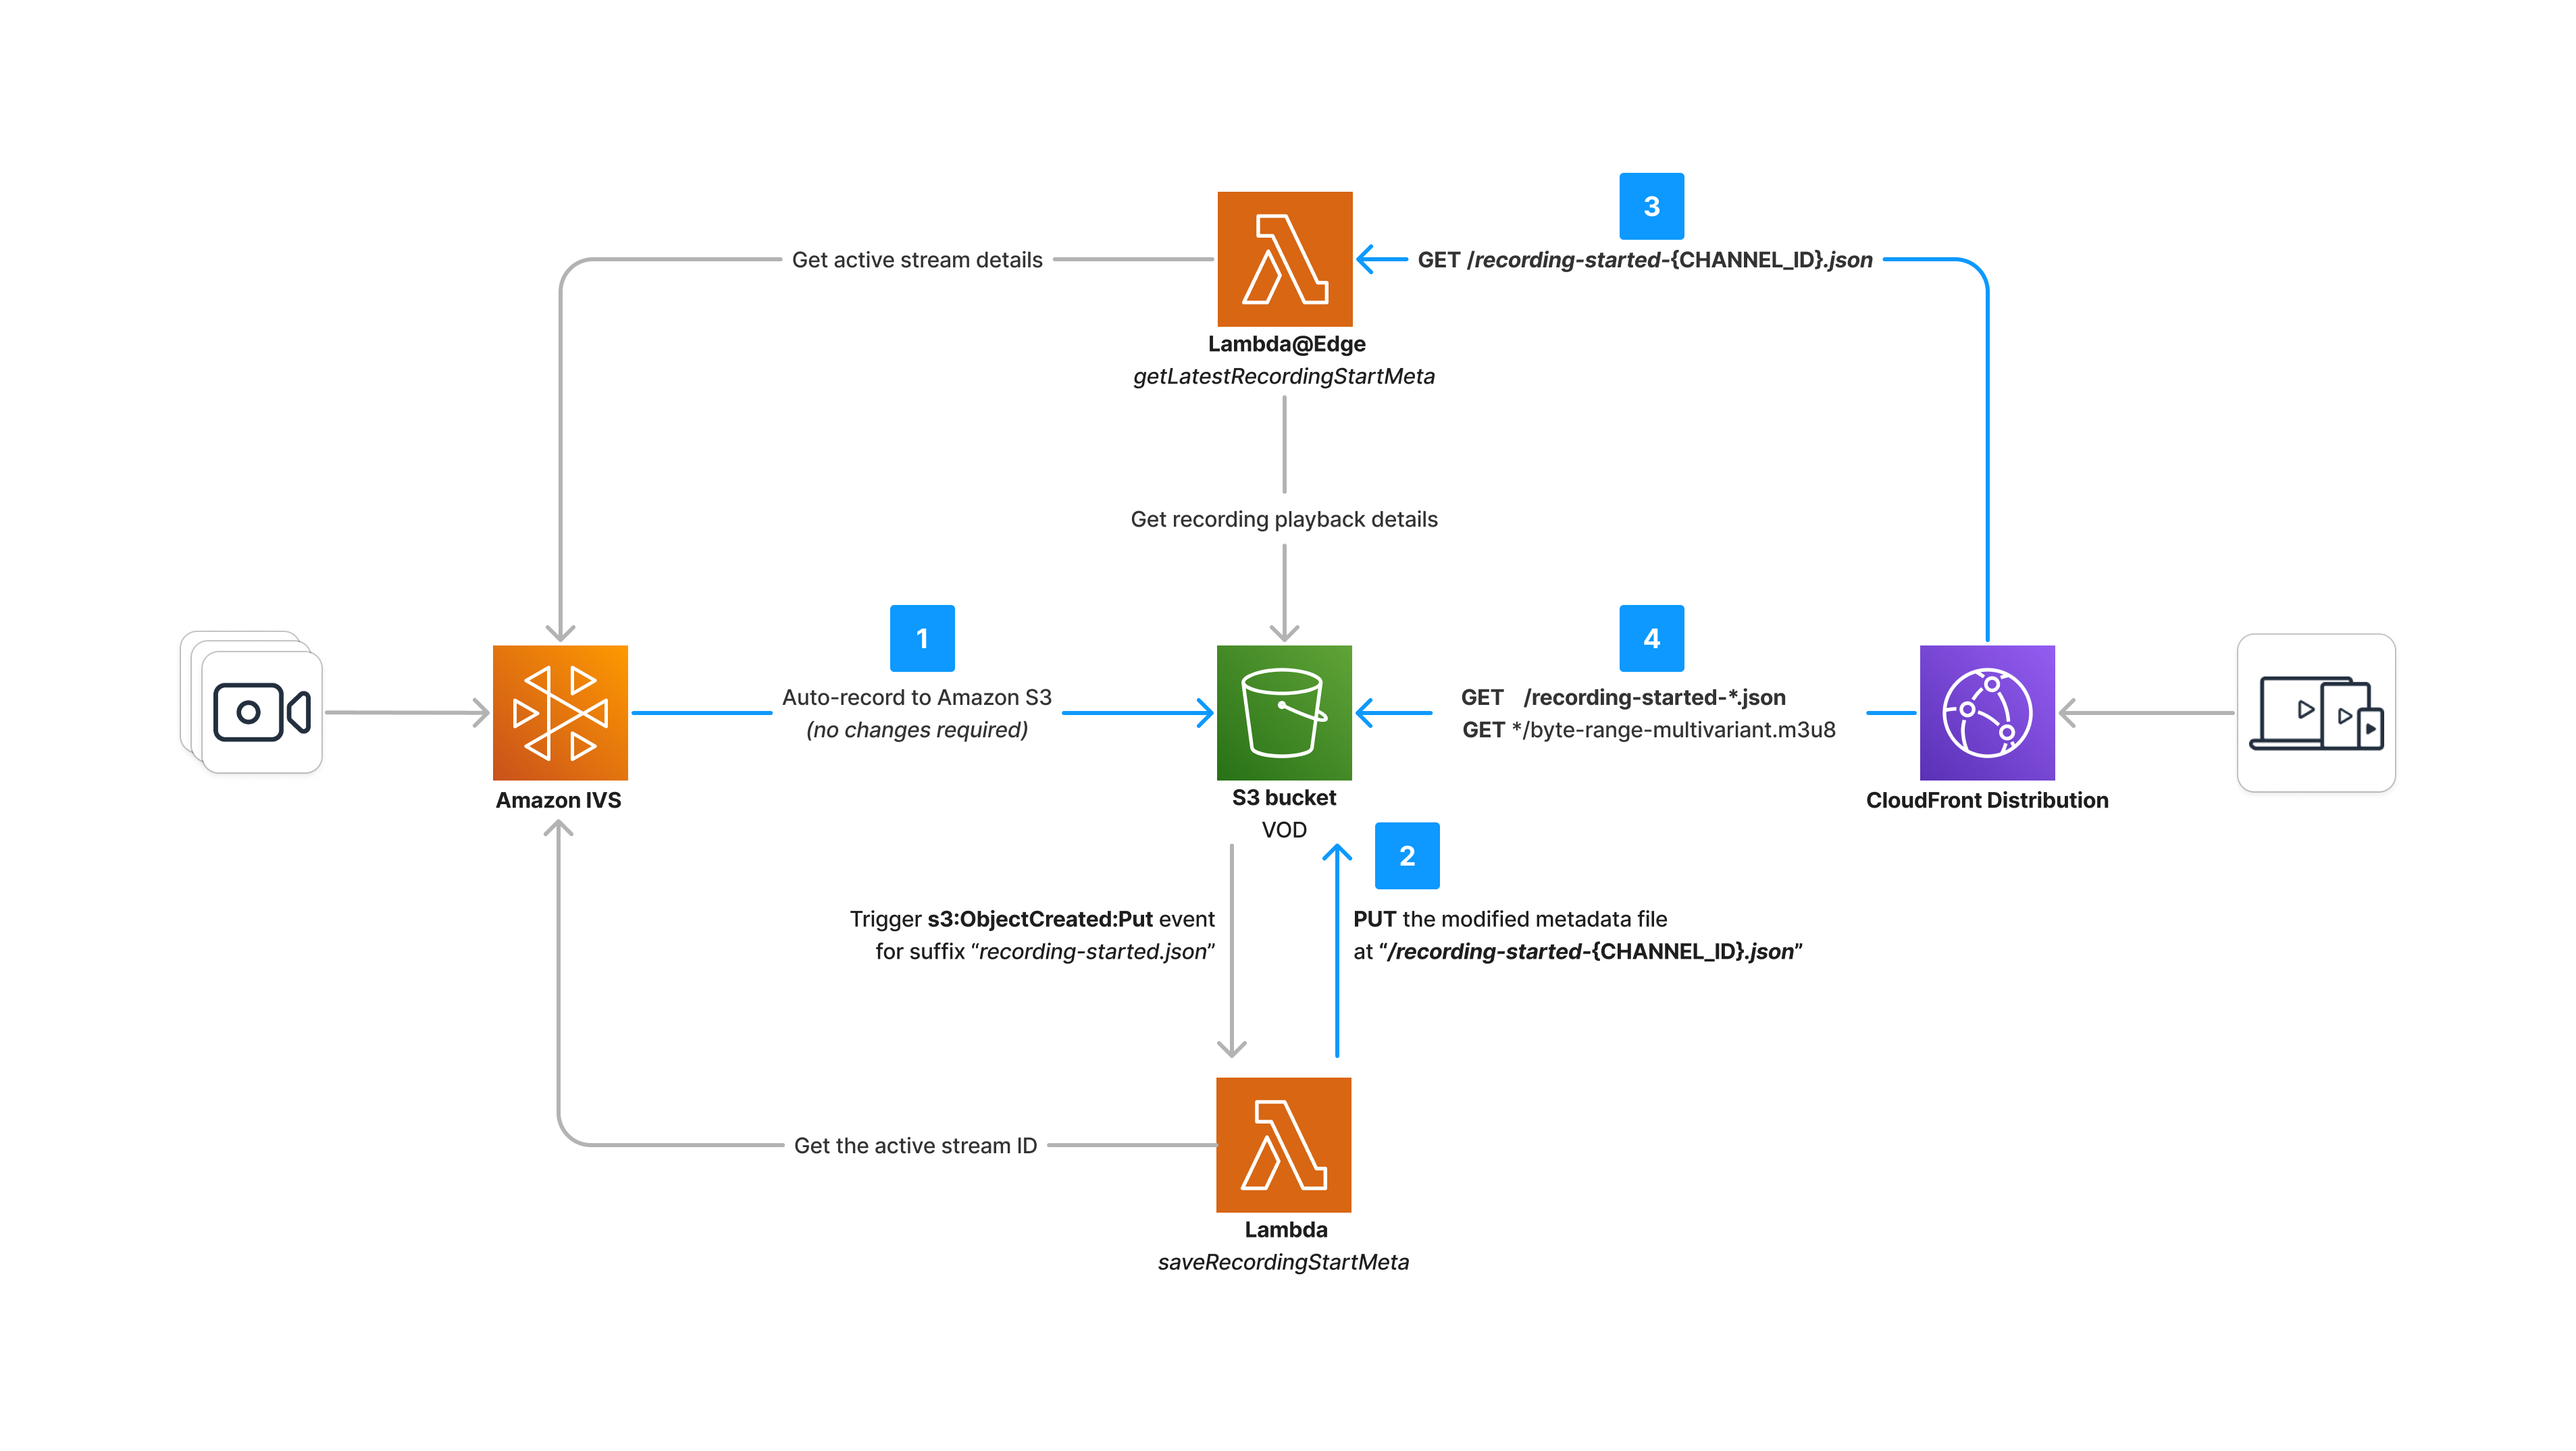 3
Get active stream details
GET /recording-started-{CHANNEL_ID}.json
Lambda@Edge
getLatestRecordingStartMeta
Get recording playback details
1
4
Auto-record to Amazon S3
(no changes required)
GET /recording-started-*.json
GET */byte-range-multivariant.m3u8
Amazon IVS
S3 bucket
VOD
CloudFront Distribution
2
Trigger s3:ObjectCreated:Put event
for suffix “recording-started.json”
PUT the modified metadata file
at “/recording-started-{CHANNEL_ID}.json”
Get the active stream ID
Lambda
saveRecordingStartMeta